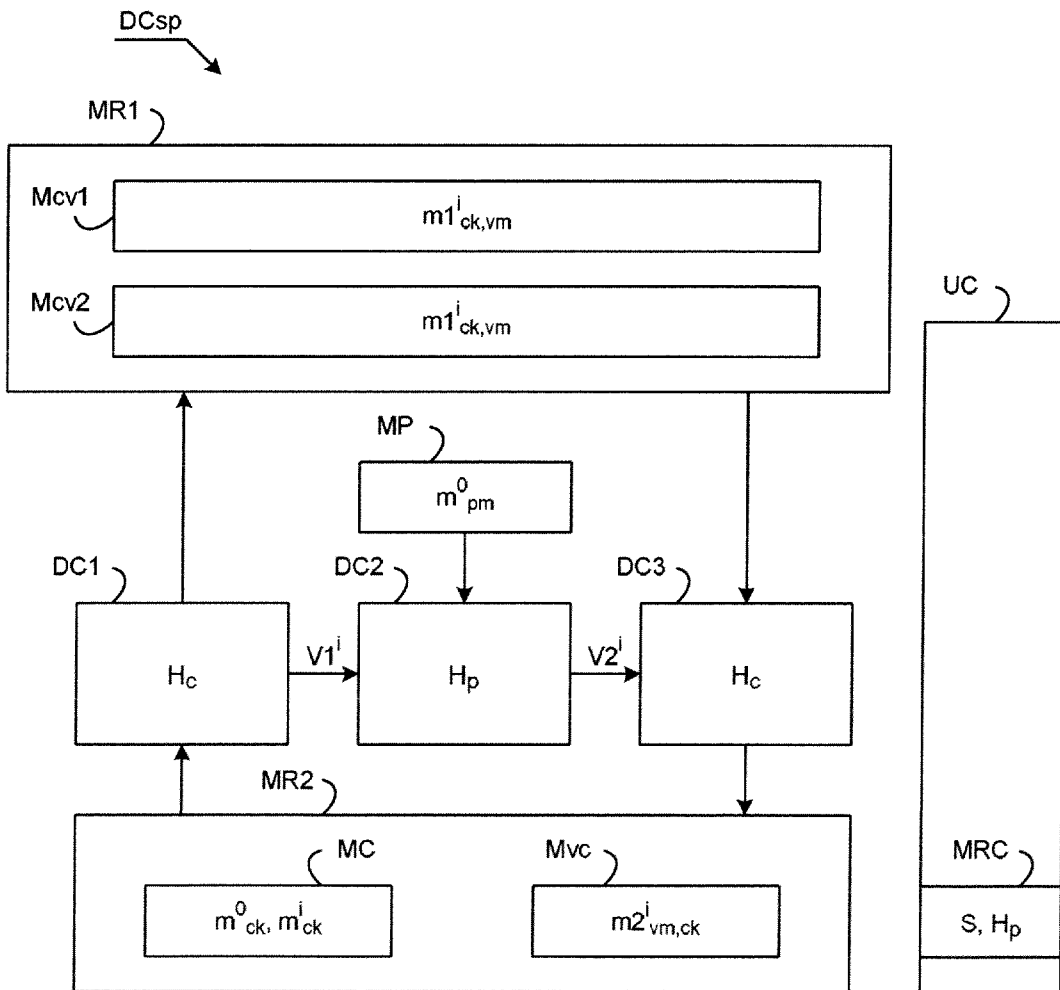 DCsp
MR1
Mcv1
m1^i_ck,vm
Mcv2
m1^i_ck,vm
UC
MP
m^0_pm
DC1
DC2
DC3
H_c
V1^i
H_p
V2^i
H_c
MR2
MC
Mvc
MRC
m^0_ck, m^i_ck
m2^i_vm,ck
S, H_p